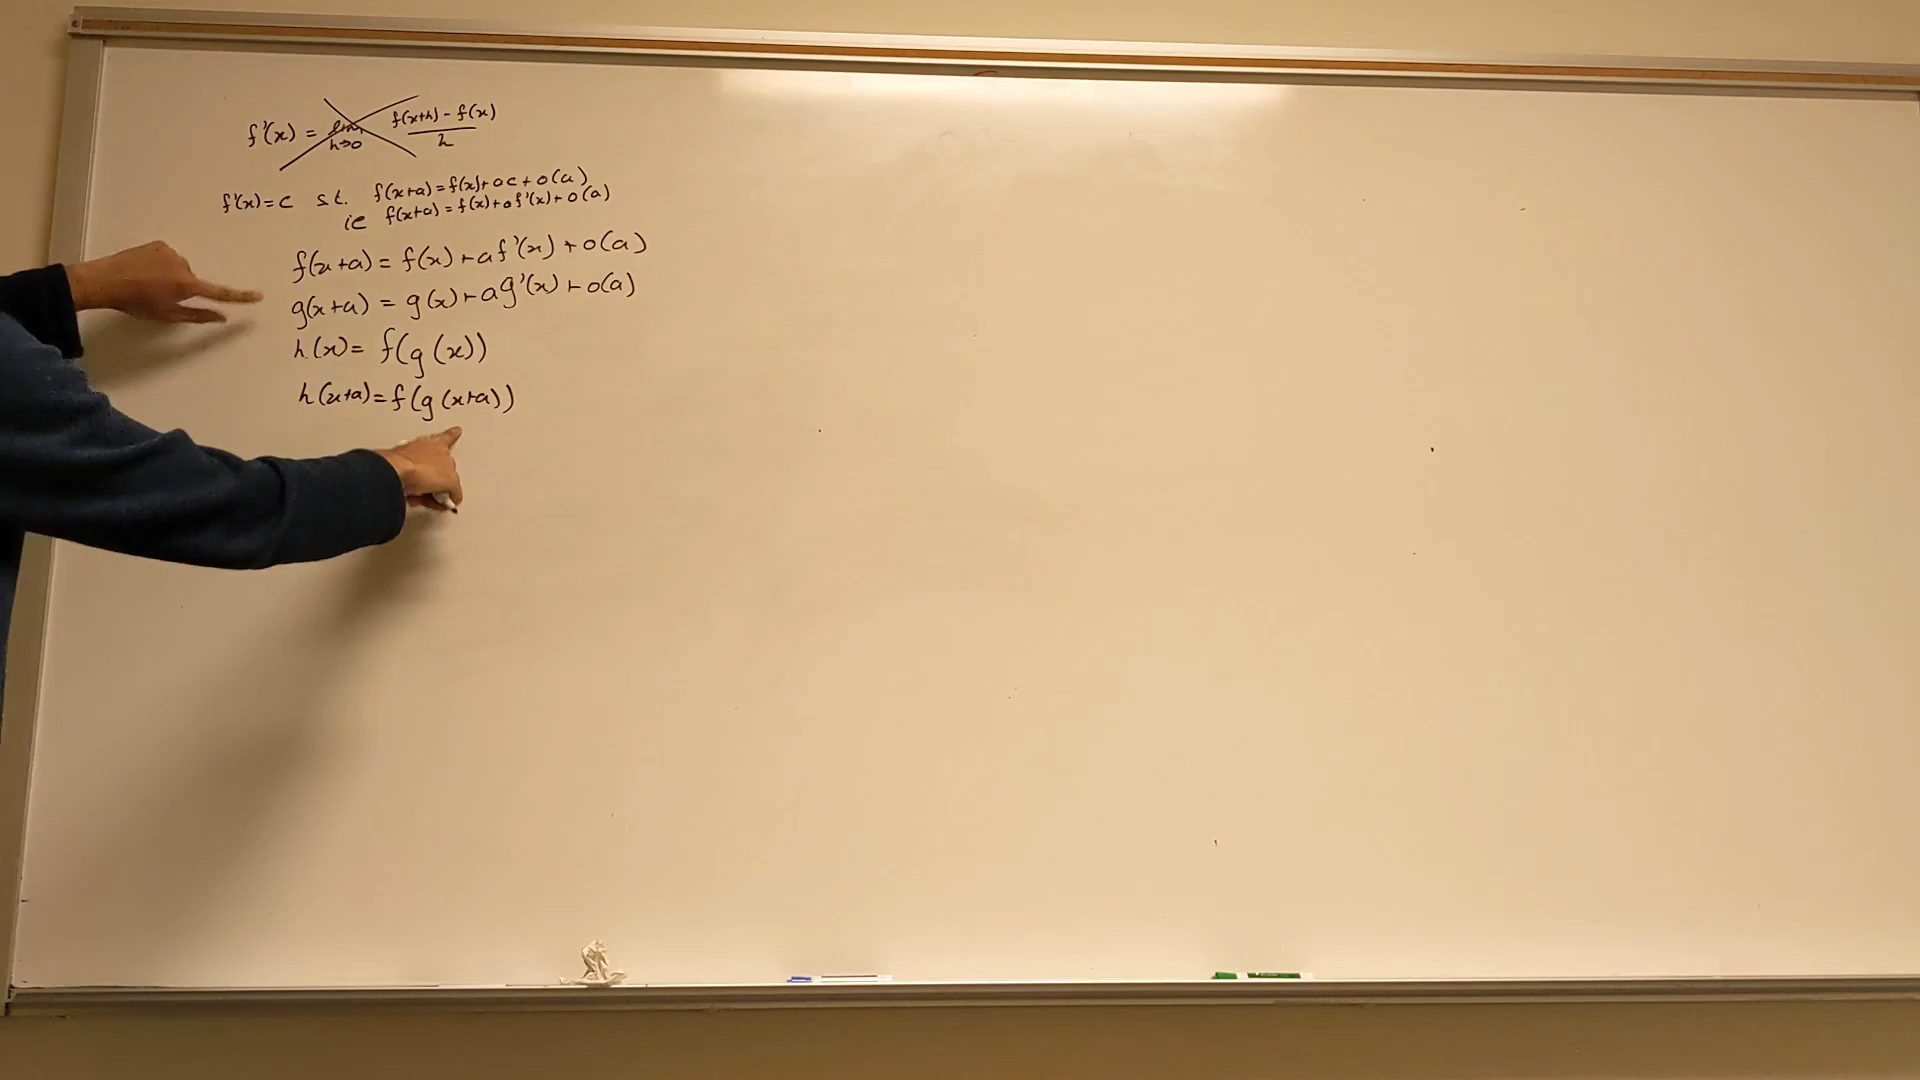 f'(x) = lim h→0 f(x+h) - f(x) / h
f'(x) = c s.t. f(x+a) = f(x) + ac + o(a)
ie f(x+a) = f(x) + a f'(x) + o(a)
f(x+a) = f(x) + a f'(x) + o(a)
g(x+a) = g(x) + a g'(x) + o(a)
h(x) = f(g(x))
h(x+a) = f(g(x+a))